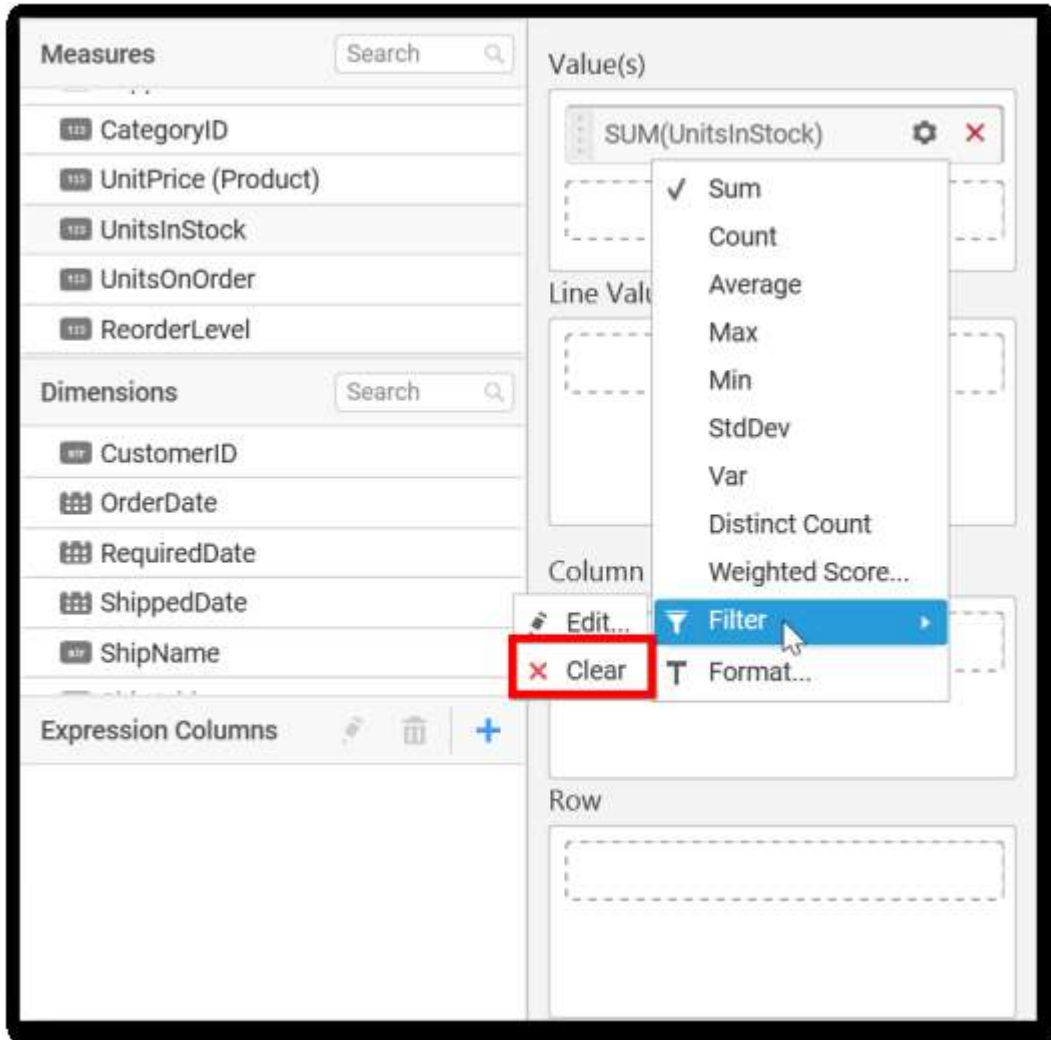 Measures
Search
CategoryID
UnitPrice (Product)
UnitsInStock
UnitsOnOrder
ReorderLevel
Dimensions
Search
CustomerID
OrderDate
RequiredDate
ShippedDate
ShipName
Expression Columns
Value(s)
SUM(UnitsInStock)
Sum
Count
Average
Max
Min
StdDev
Var
Distinct Count
Weighted Score...
Filter
Format...
Edit...
Clear
Line Valu
Column
Row